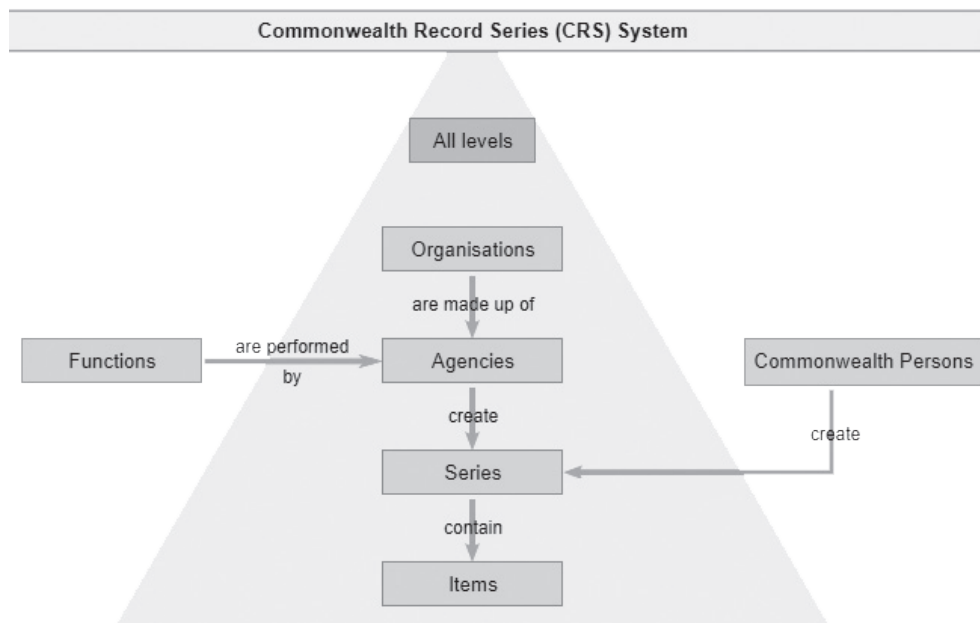 Commonwealth Record Series (CRS) System
All levels
Organisations
are made up of
Functions
are performed
by
Agencies
Commonwealth Persons
create
create
Series
contain
Items